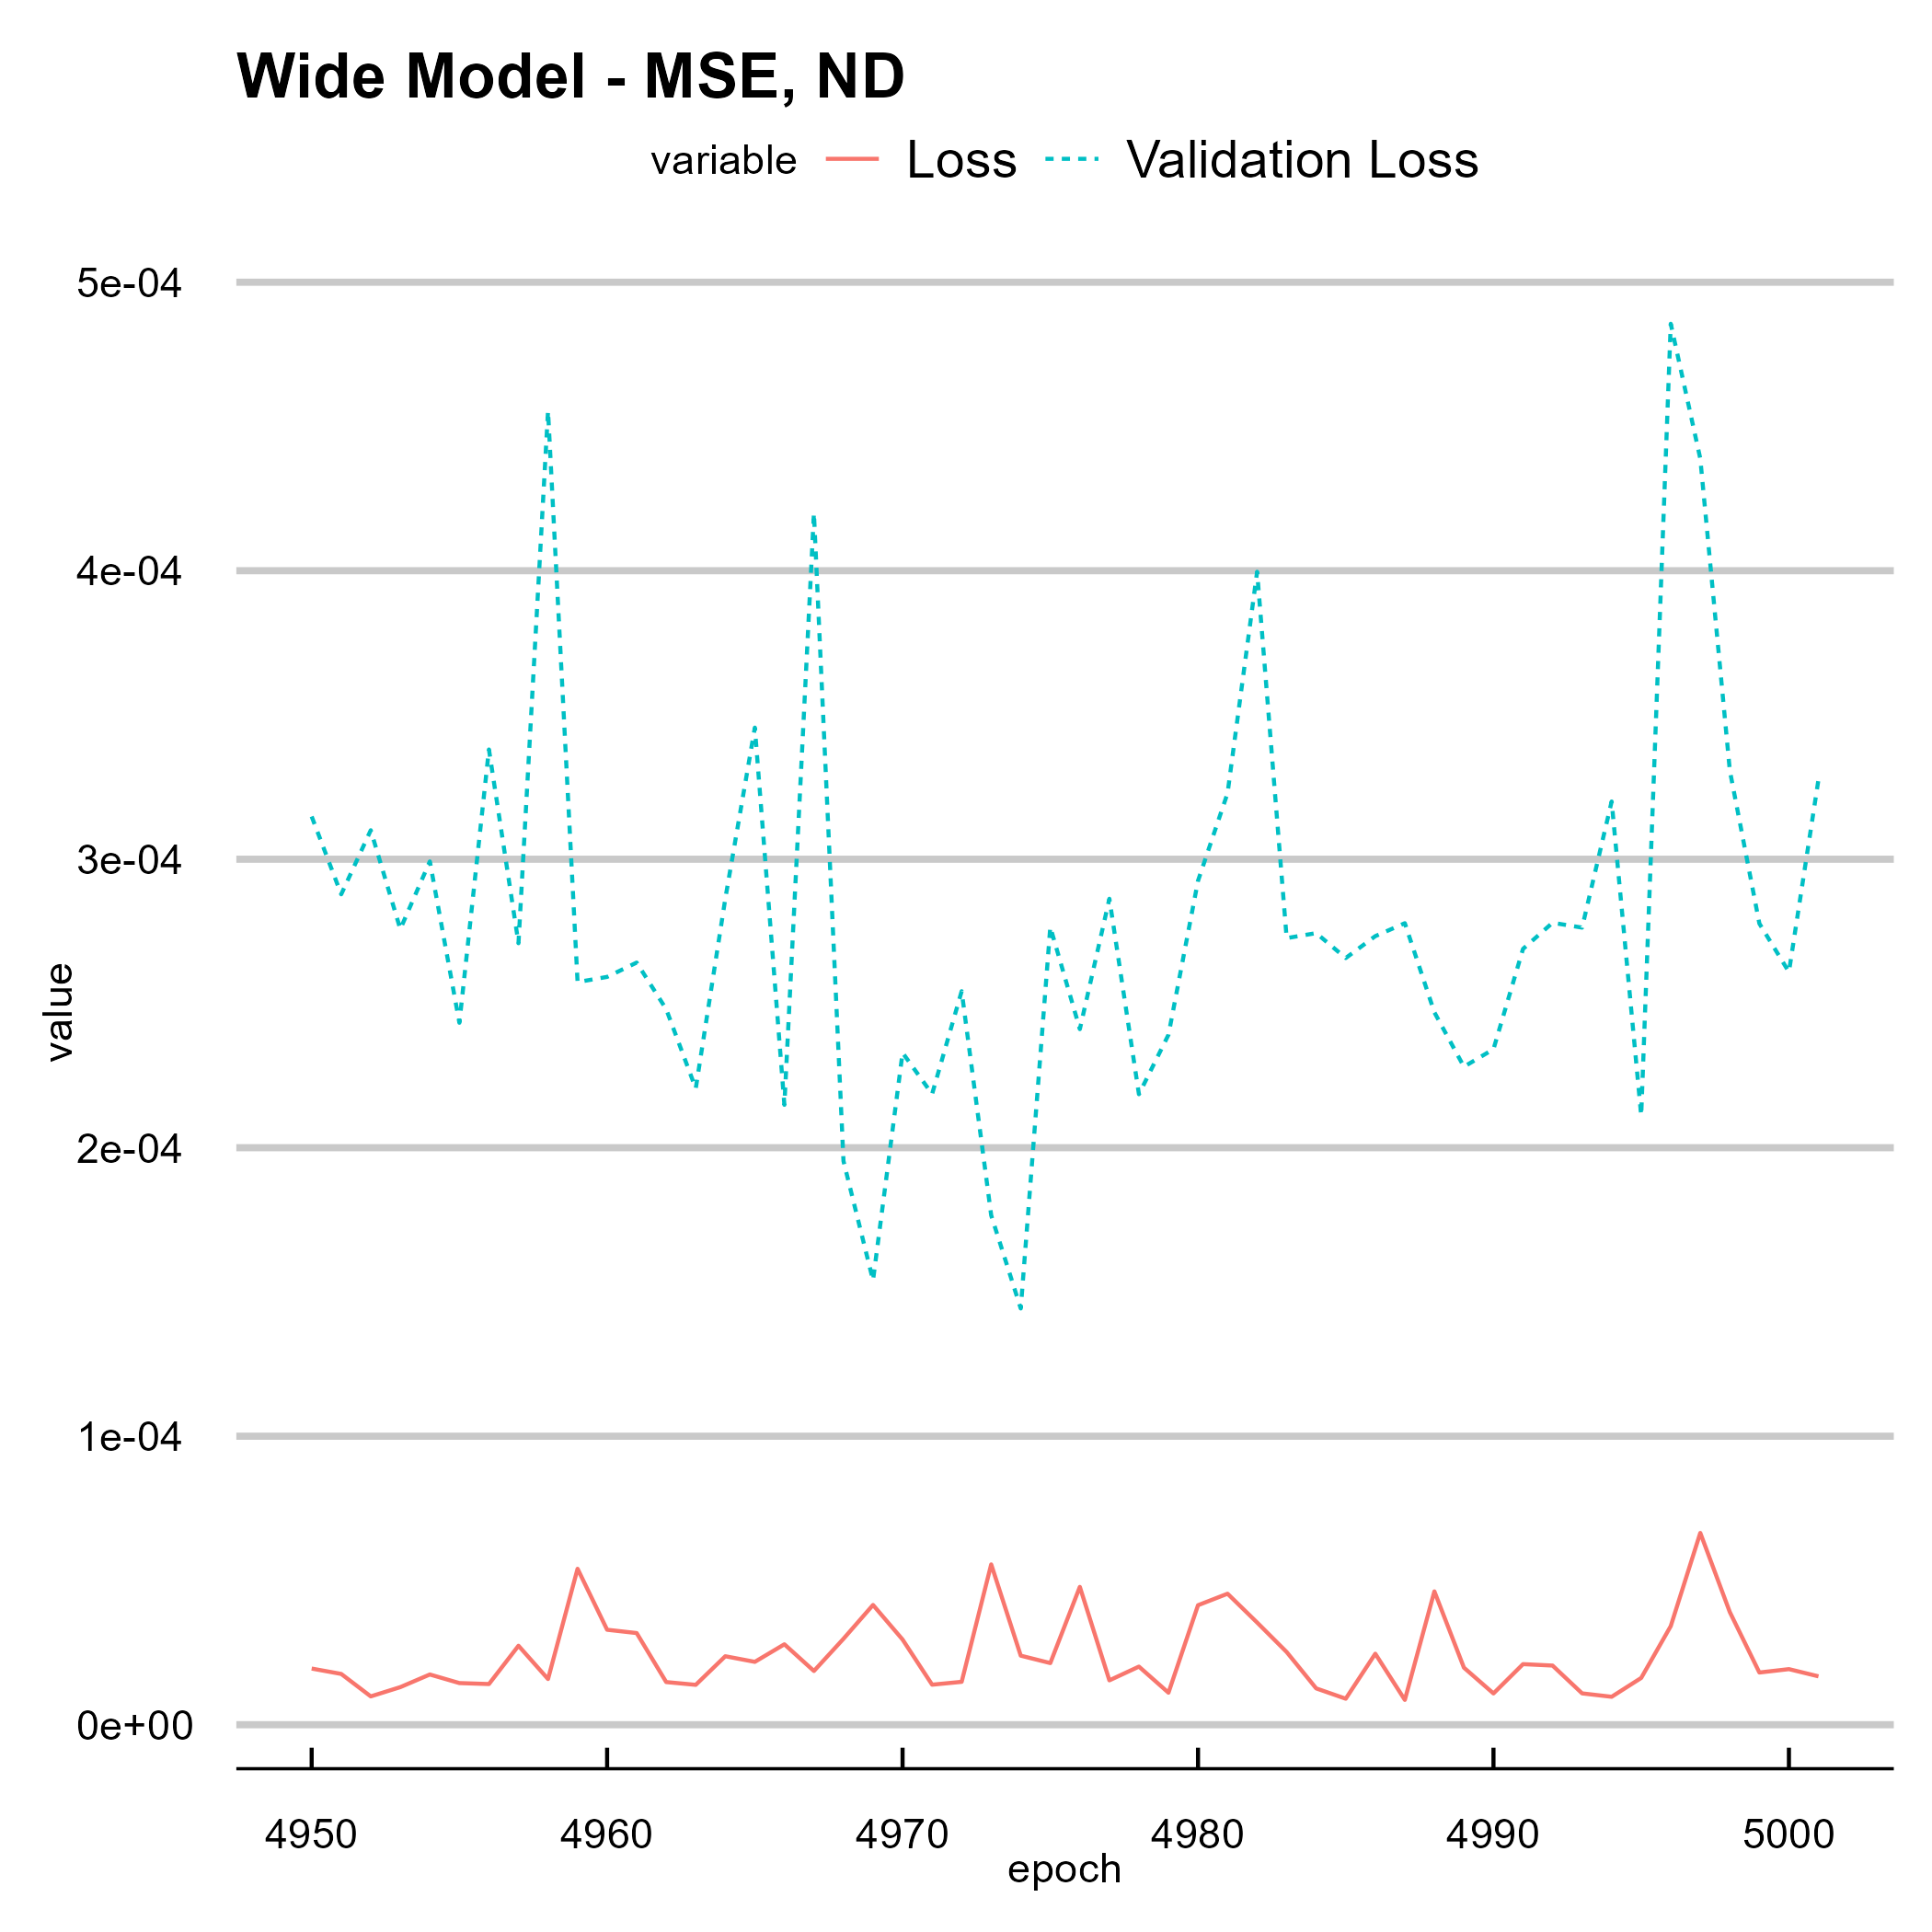 Wide Model - MSE, ND
variable Loss Validation Loss
5e-04
4e-04
3e-04
2e-04
1e-04
0e+00
value
4950 4960 4970 4980 4990 5000
epoch